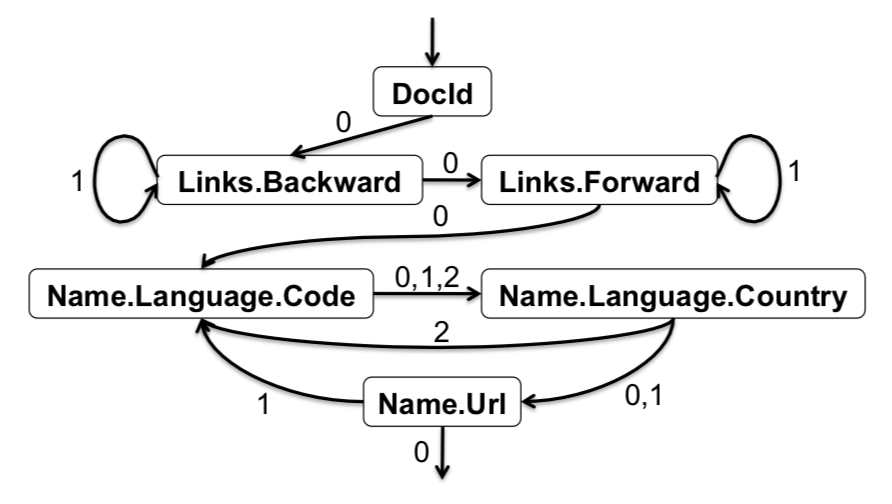 DocId
0
Links.Backward
0
Links.Forward
1
1
0
Name.Language.Code
0,1,2
Name.Language.Country
2
Name.Url
1
0,1
0